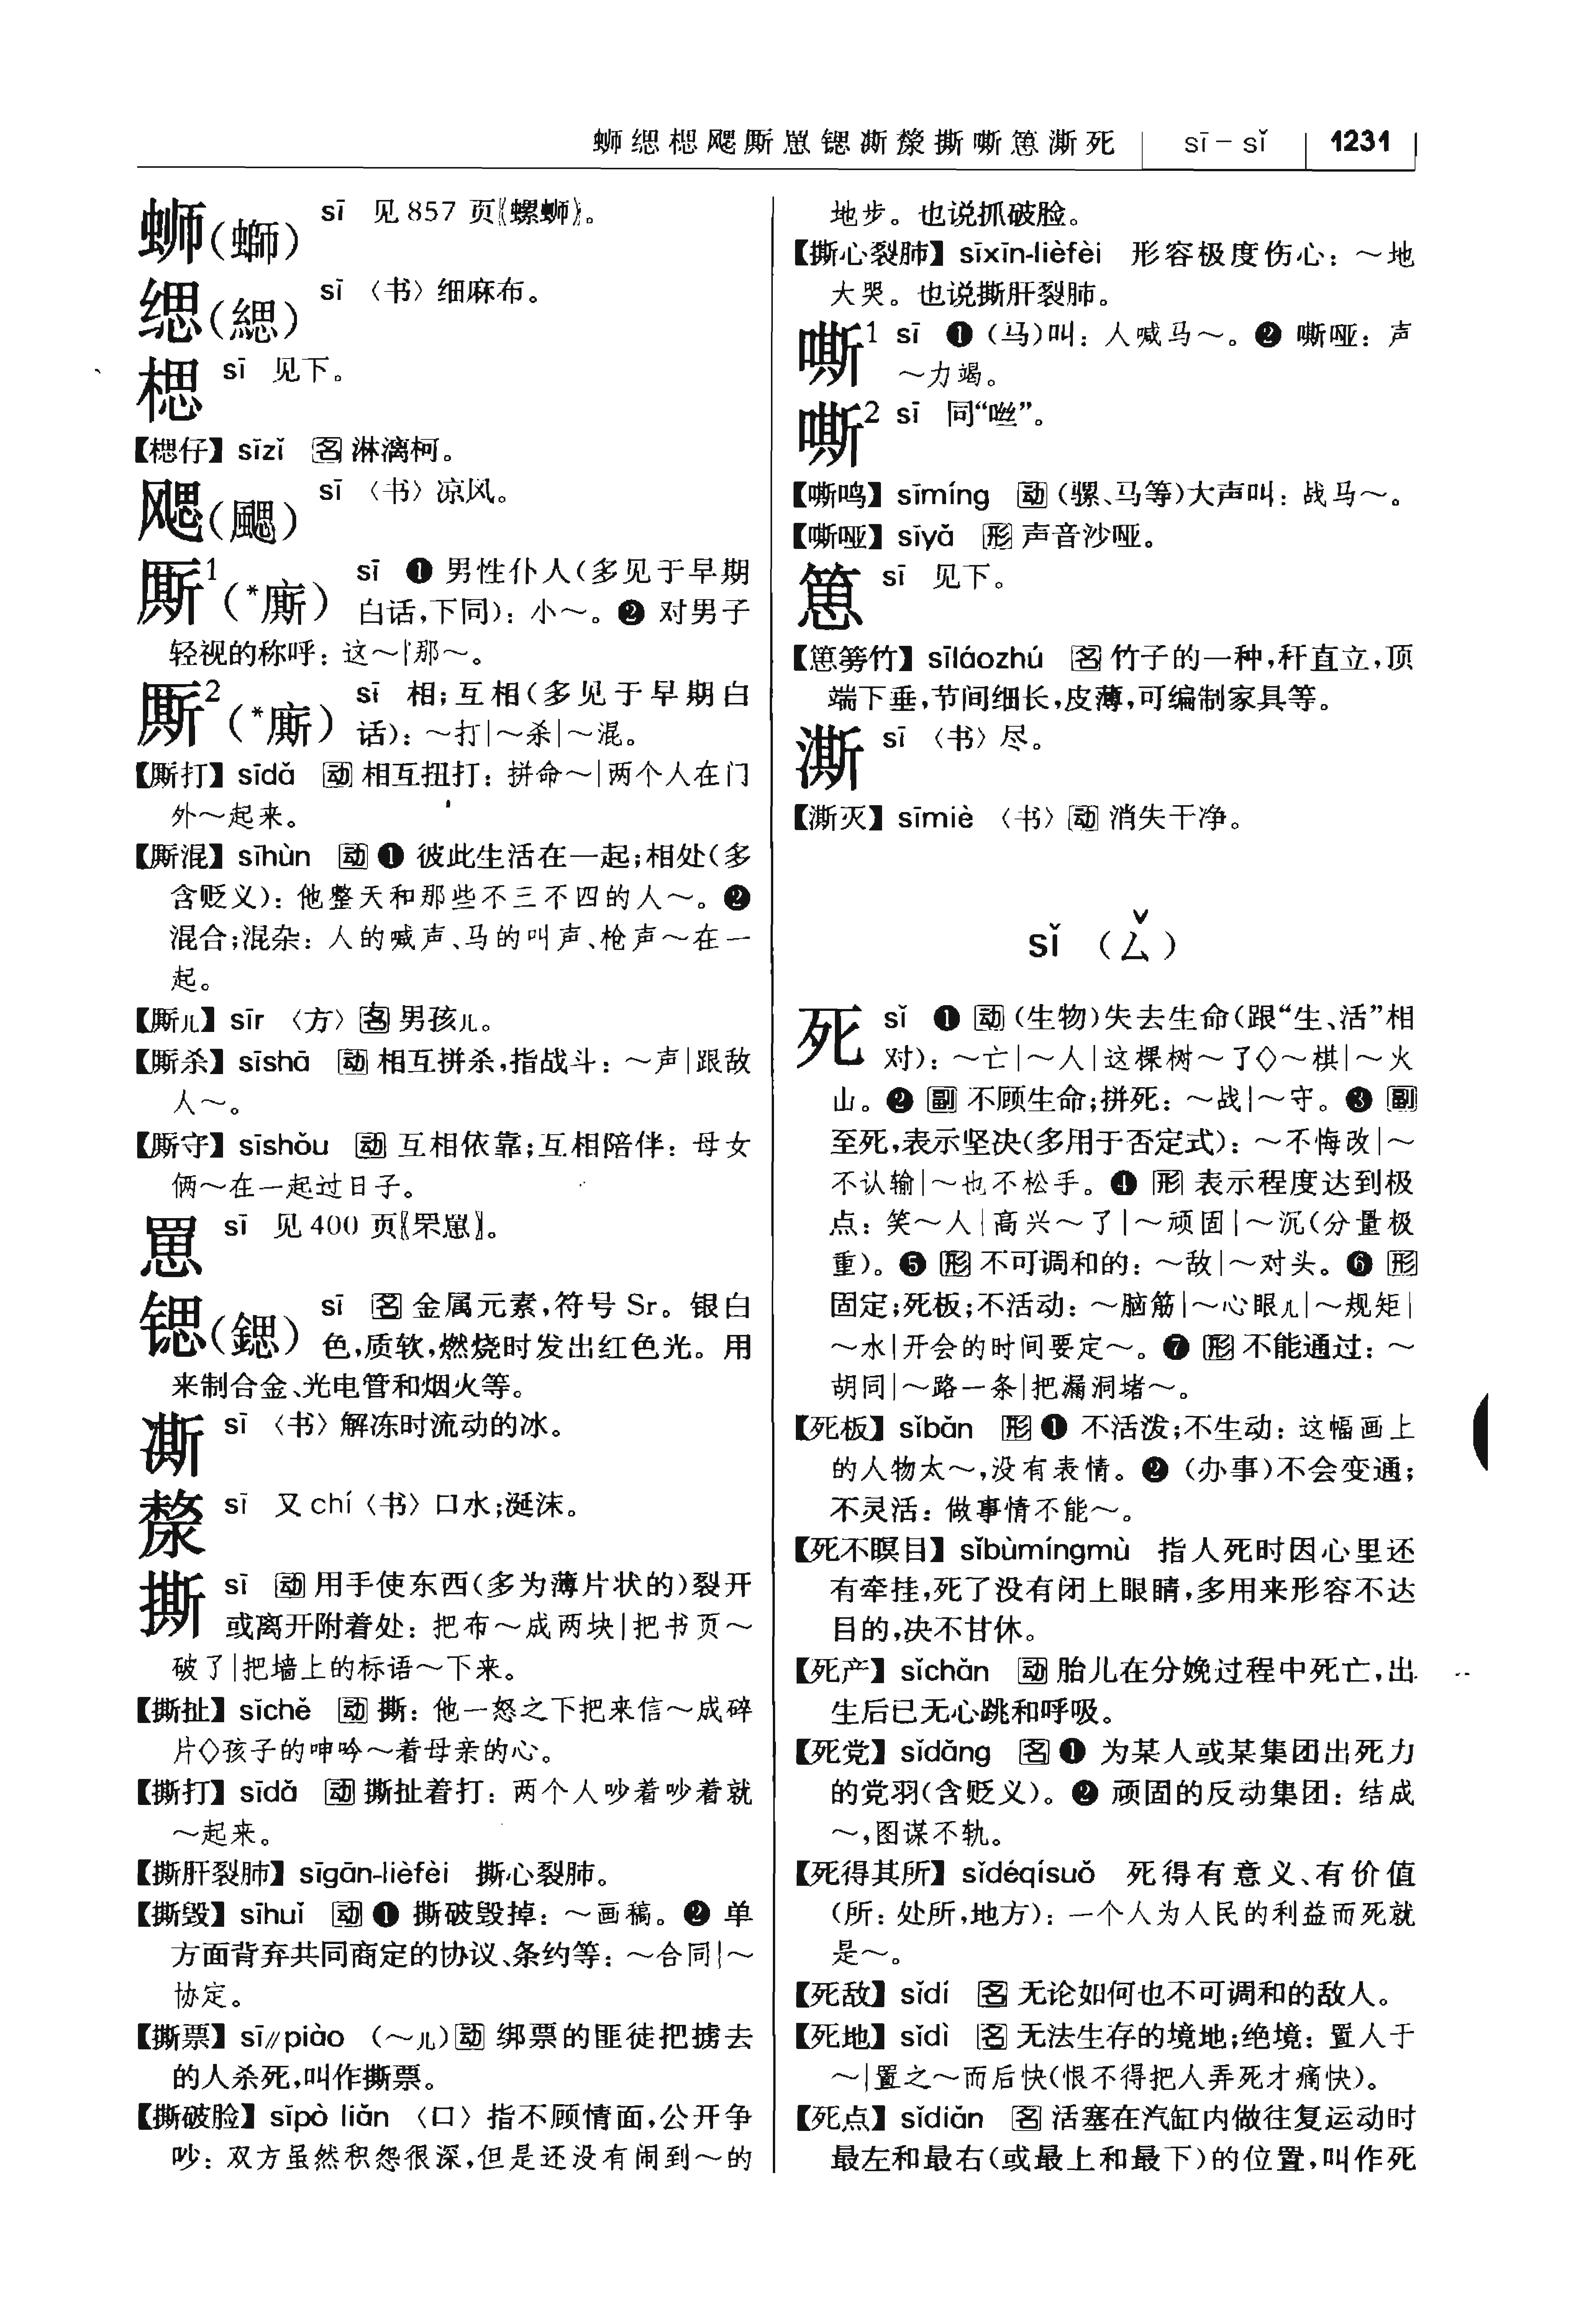 蛳缌楒飔厮罳锶凘漦撕嘶㴲澌死 sī – sǐ 1231
蛳(螄) sī 见 857 页〖螺蛳〗。
缌(緦) sī 〈书〉细麻布。
楒 sī 见下。
【楒仔】 sīzǐ 名 淋漓柯。
飔(颸) sī 〈书〉凉风。
厮1(*廝) sī ❶ 男性仆人(多见于早期
白话,下同):小～。❷ 对男子
轻视的称呼:这～|那～。
厮2(*廝) sī 相;互相(多见于早期白
话):～打|～杀|～混。
【厮打】 sīdǎ 动 相互扭打:拼命～|两个人在门
外～起来。
【厮混】 sīhùn 动 ❶ 彼此生活在一起;相处(多
含贬义):他整天和那些不三不四的人～。❷
混合;混杂:人的喊声、马的叫声、枪声～在一
起。
【厮儿】 sīr 〈方〉名 男孩儿。
【厮杀】 sīshā 动 相互拼杀,指战斗:～声|跟敌
人～。
【厮守】 sīshǒu 动 互相依靠;互相陪伴:母女
俩～在一起过日子。
罳 sī 见 400 页〖罘罳〗。
锶(鍶) sī 名 金属元素,符号 Sr。银白
色,质软,燃烧时发出红色光。用
来制合金、光电管和烟火等。
凘 sī 〈书〉解冻时流动的冰。
漦 sī 又 chí〈书〉口水;涎沫。
撕 sī 动 用手使东西(多为薄片状的)裂开
或离开附着处:把布～成两块|把书页～
破了|把墙上的标语～下来。
【撕扯】 sīchě 动 撕:他一怒之下把来信～成碎
片◇孩子的呻吟～着母亲的心。
【撕打】 sīdǎ 动 撕扯着打:两个人吵着吵着就
～起来。
【撕肝裂肺】 sīgān-lièfèi 撕心裂肺。
【撕毁】 sīhuǐ 动 ❶ 撕破毁掉:～画稿。❷ 单
方面背弃共同商定的协议、条约等:～合同|～
协定。
【撕票】 sī∥piào (～儿)动 绑票的匪徒把掳去
的人杀死,叫作撕票。
【撕破脸】 sīpò liǎn 〈口〉指不顾情面,公开争
吵:双方虽然积怨很深,但是还没有闹到～的
地步。也说抓破脸。
【撕心裂肺】 sīxīn-lièfèi 形容极度伤心:～地
大哭。也说撕肝裂肺。
嘶1 sī ❶ (马)叫:人喊马～。❷ 嘶哑:声
～力竭。
嘶2 sī 同“咝”。
【嘶鸣】 sīmíng 动 (骡、马等)大声叫:战马～。
【嘶哑】 sīyǎ 形 声音沙哑。
sī 见下。
sīláozhú 名 竹子的一种,秆直立,顶
端下垂,节间细长,皮薄,可编制家具等。
澌 sī 〈书〉尽。
【澌灭】 sīmiè 〈书〉动 消失干净。
sǐ (ㄙˇ)
死 sǐ ❶ 动 (生物)失去生命(跟“生、活”相
对):～亡|～人|这棵树～了◇～棋|～火
山。❷ 副 不顾生命;拼死:～战|～守。❸ 副
至死,表示坚决(多用于否定式):～不悔改|～
不认输|～也不松手。❹ 形 表示程度达到极
点:笑～人|高兴～了|～顽固|～沉(分量极
重)。❺ 形 不可调和的:～敌|～对头。❻ 形
固定;死板;不活动:～脑筋|～心眼儿|～规矩|
～水|开会的时间要定～。❼ 形 不能通过:～
胡同|～路一条|把漏洞堵～。
【死板】 sǐbǎn 形 ❶ 不活泼;不生动:这幅画上
的人物太～,没有表情。❷ (办事)不会变通;
不灵活:做事情不能～。
【死不瞑目】 sǐbùmíngmù 指人死时因心里还
有牵挂,死了没有闭上眼睛,多用来形容不达
目的,决不甘休。
【死产】 sǐchǎn 动 胎儿在分娩过程中死亡,出
生后已无心跳和呼吸。
【死党】 sǐdǎng 名 ❶ 为某人或某集团出死力
的党羽(含贬义)。❷ 顽固的反动集团:结成
～,图谋不轨。
【死得其所】 sǐdéqísuǒ 死得有意义、有价值
(所:处所,地方):一个人为人民的利益而死就
是～。
【死敌】 sǐdí 名 无论如何也不可调和的敌人。
【死地】 sǐdì 名 无法生存的境地;绝境:置人于
～|置之～而后快(恨不得把人弄死才痛快)。
【死点】 sǐdiǎn 名 活塞在汽缸内做往复运动时
最左和最右(或最上和最下)的位置,叫作死